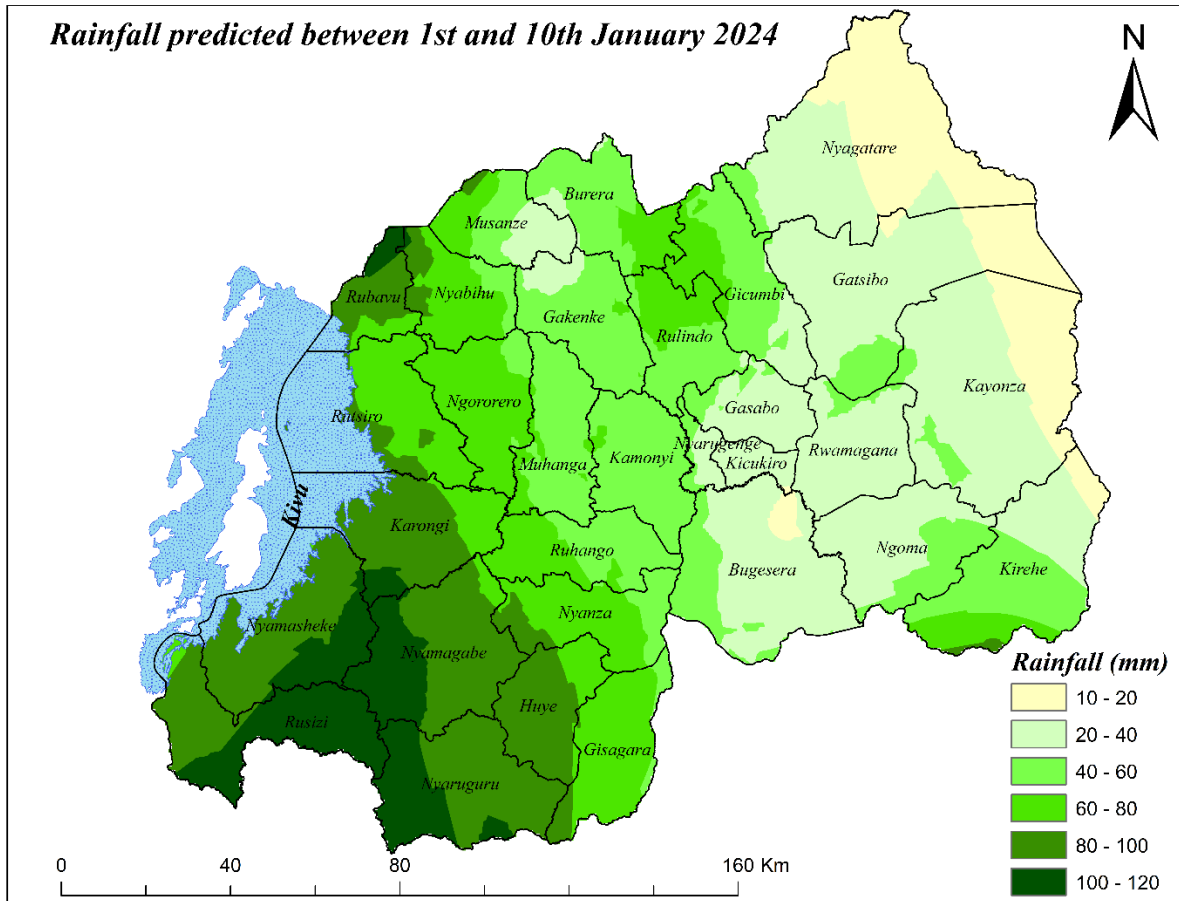 Rainfall predicted between 1st and 10th January 2024
N
Nyagatare
Burera
Musanze
Gatsibo
Rubavu
Nyabihu
Gicumbi
Gakenke
Rulindo
Kayonza
Rutsiro
Ngororero
Gasabo
Nyarugenge
Muhanga
Kamonyi
Kicukiro
Rwamagana
Kivu
Karongi
Ruhango
Ngoma
Bugesera
Kirehe
Nyanza
Nyamasheke
Nyamagabe
Huye
Rusizi
Gisagara
Nyaruguru
Rainfall (mm)
10 - 20
20 - 40
40 - 60
60 - 80
80 - 100
100 - 120
0 40 80 160 Km